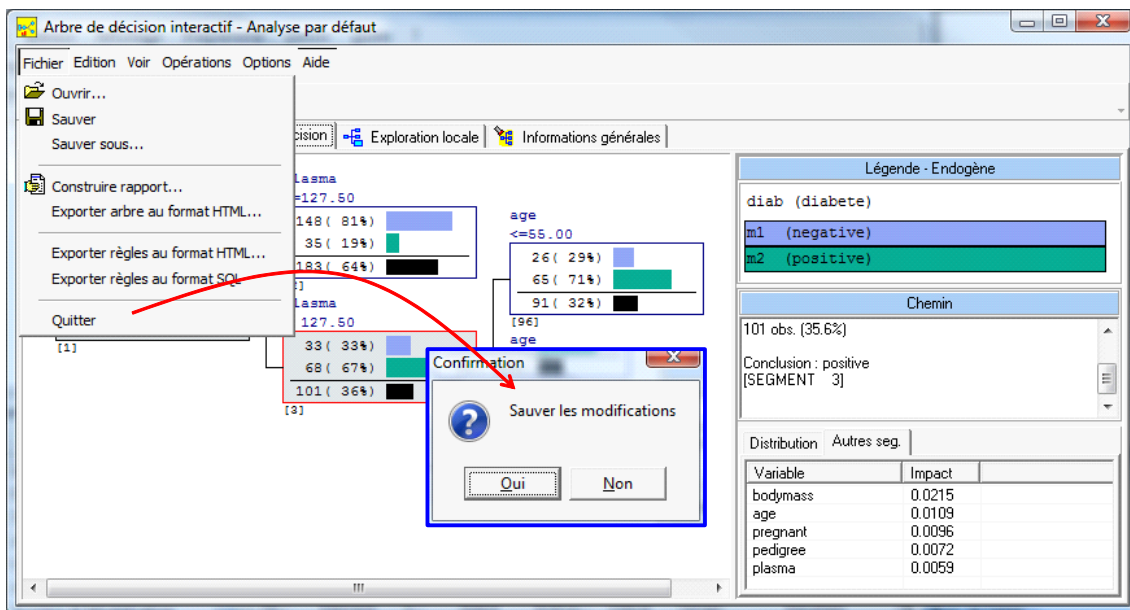 Arbre de décision interactif - Analyse par défaut
Fichier Edition Voir Opérations Options Aide
Ouvrir...
Sauver
Sauver sous...
Construire rapport...
Exporter arbre au format HTML...
Exporter règles au format HTML...
Exporter règles au format SQL
Quitter
cision Exploration locale Informations générales
lasma
=127.50
148 ( 81%)
35 ( 19%)
183 ( 64%)
2]
lasma
127.50
33 ( 33%)
68 ( 67%)
101 ( 36%)
[3]
[1]
age
<=55.00
26 ( 29%)
65 ( 71%)
91 ( 32%)
[96]
age
Confirmation
Sauver les modifications
Oui Non
Légende - Endogène
diab (diabete)
m1 (negative)
m2 (positive)
Chemin
101 obs. (35.6%)
Conclusion : positive
[SEGMENT 3]
Distribution Autres seg.
Variable Impact
bodymass 0.0215
age 0.0109
pregnant 0.0096
pedigree 0.0072
plasma 0.0059